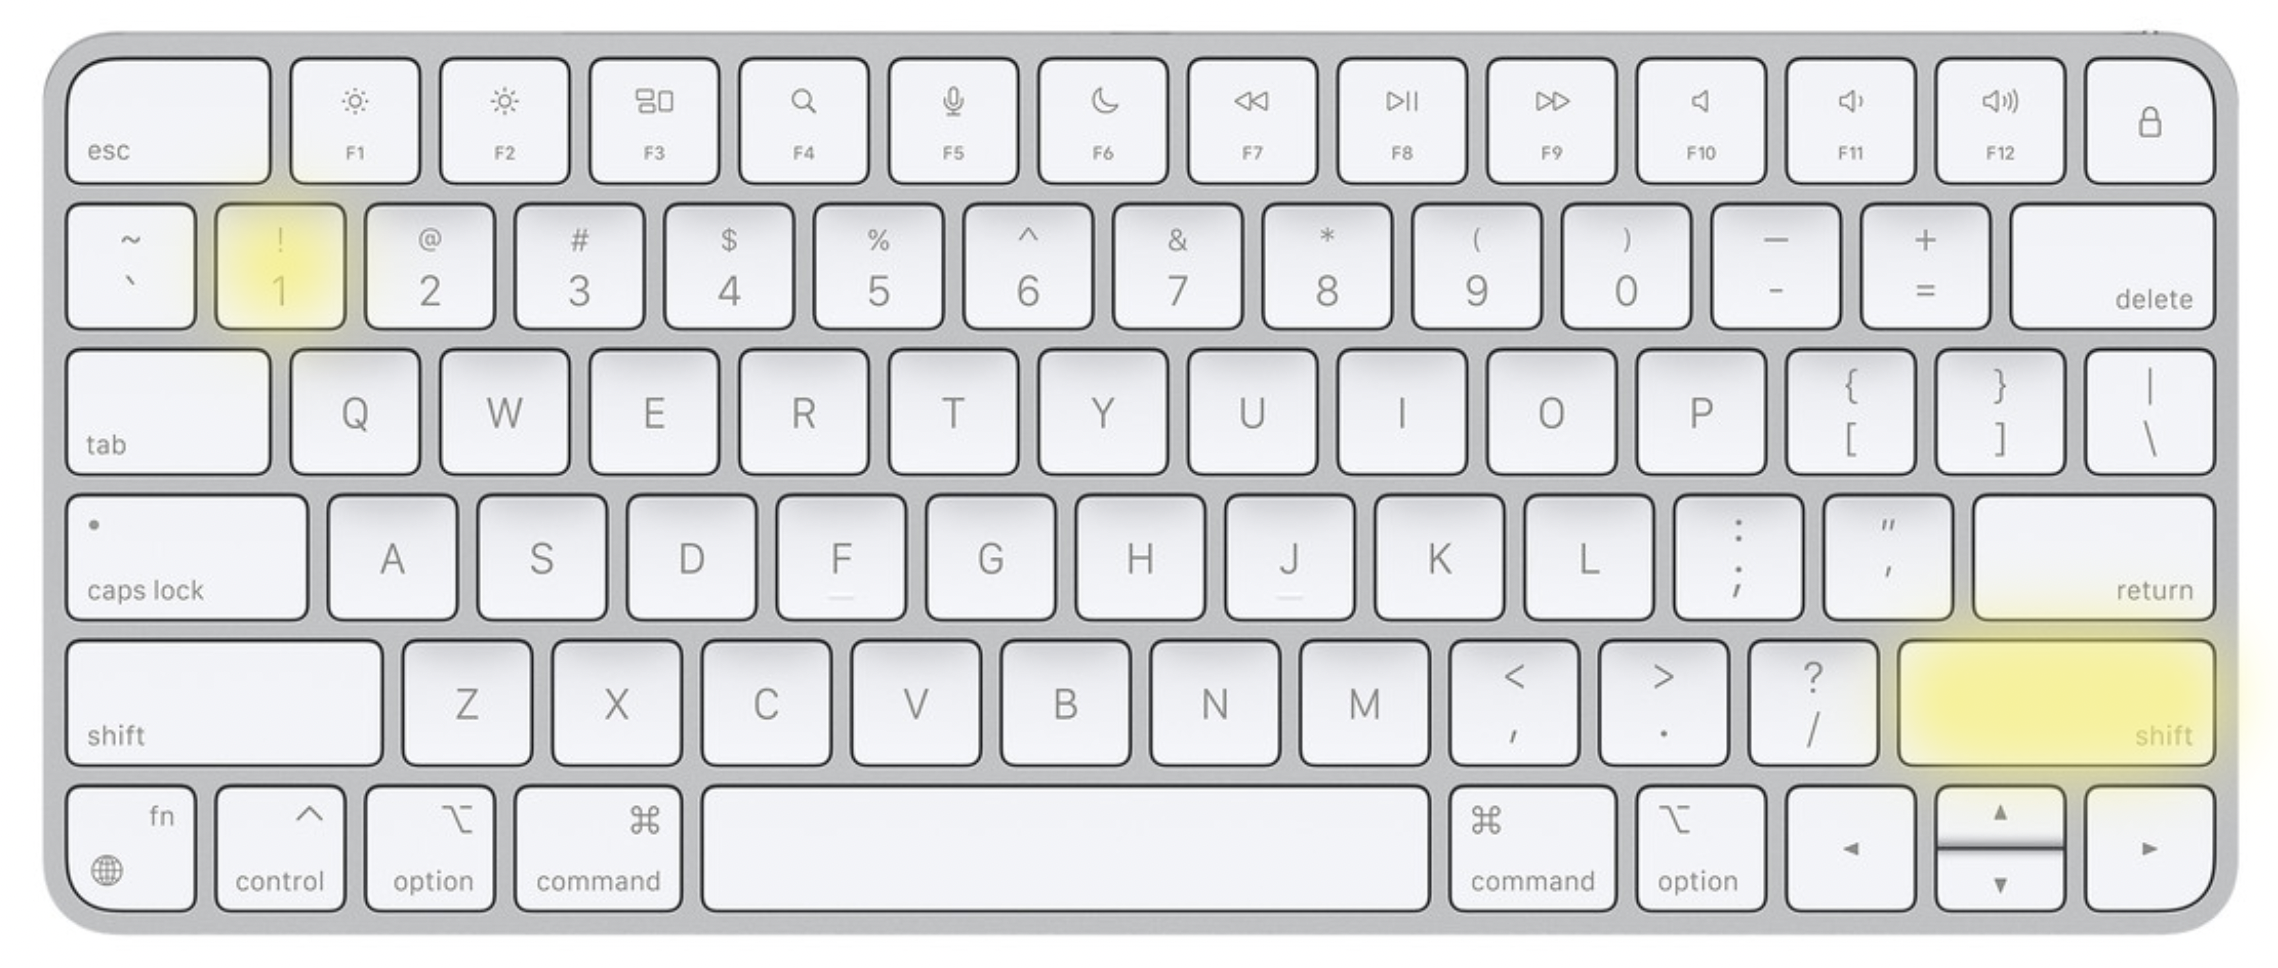 esc F1 F2 F3 F4 F5 F6 F7 F8 F9 F10 F11 F12
~ ! @ # $ % ^ & * ( ) — +
` 1 2 3 4 5 6 7 8 9 0 - = delete
tab Q W E R T Y U I O P { } |
[ ] \
caps lock A S D F G H J K L : "
; ' return
shift Z X C V B N M < > ?
, . / shift
fn
control option command command option